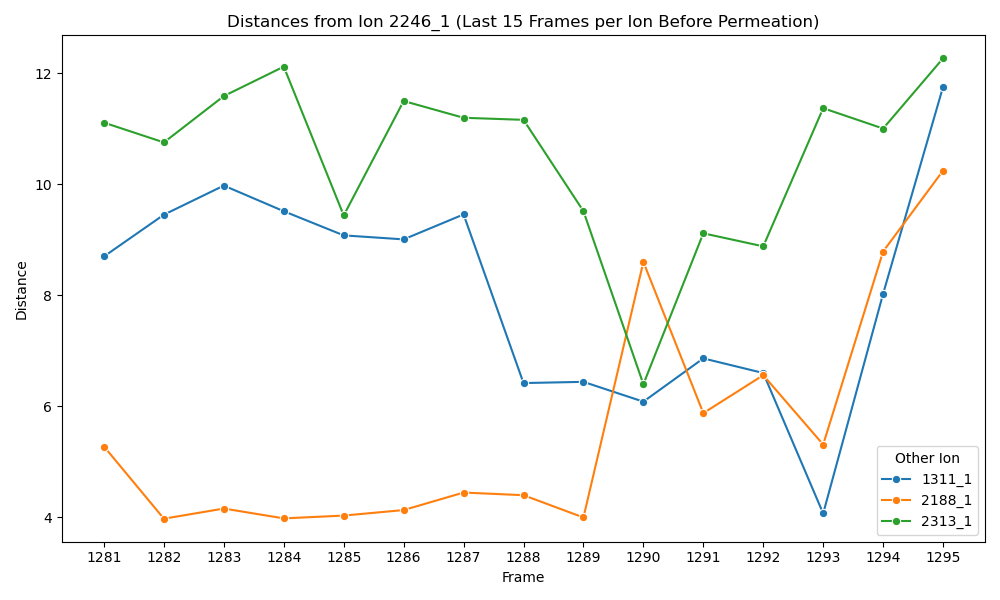 Distances from Ion 2246_1 (Last 15 Frames per Ion Before Permeation)
Distance
12
10
8
6
4
1281 1282 1283 1284 1285 1286 1287 1288 1289 1290 1291 1292 1293 1294 1295
Frame
Other Ion
1311_1
2188_1
2313_1